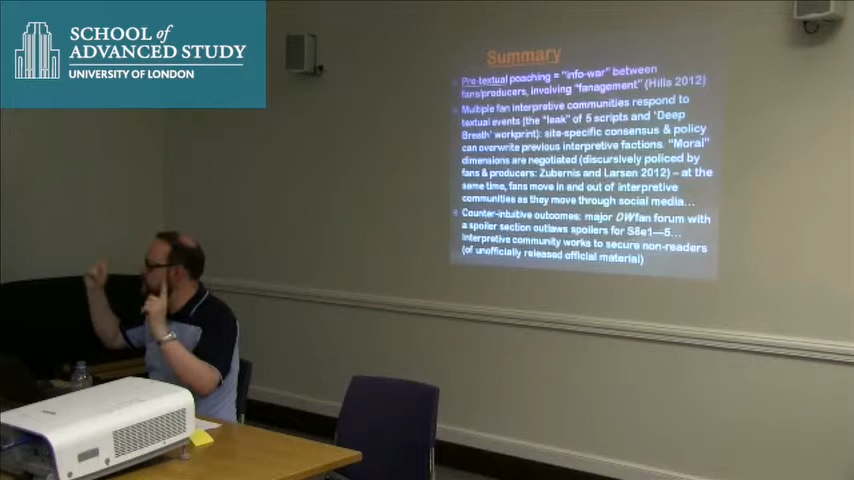 SCHOOL of
ADVANCED STUDY
UNIVERSITY OF LONDON
Summary
Pre-textual poaching = “info-war” between
fans/producers, involving “fanagement” (Hills 2012)
Multiple fan interpretive communities respond to
textual events (the “leak” of 5 scripts and ‘Deep
Breath’ workprint): site-specific consensus & policy
can overwrite previous interpretive factions. “Moral”
dimensions are negotiated (discursively policed by
fans & producers: Zubernis and Larsen 2012) – at the
same time, fans move in and out of interpretive
communities as they move through social media…
Counter-intuitive outcomes: major DW fan forum with
a spoiler section outlaws spoilers for S8e1—5…
Interpretive community works to secure non-readers
(of unofficially released official material)